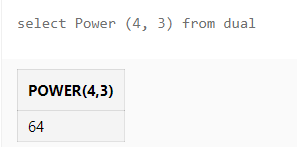 select Power (4, 3) from dual
POWER(4,3)
64